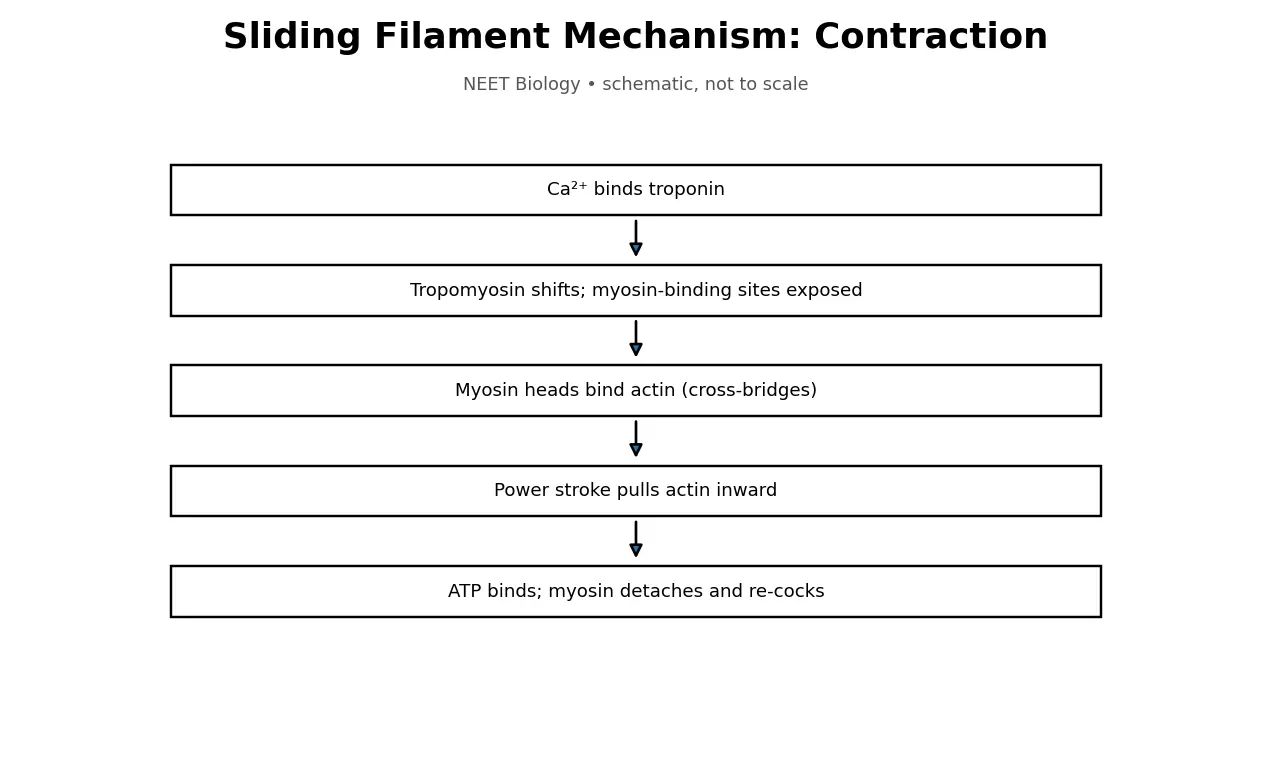 Sliding Filament Mechanism: Contraction
NEET Biology • schematic, not to scale
Ca²⁺ binds troponin
Tropomyosin shifts; myosin-binding sites exposed
Myosin heads bind actin (cross-bridges)
Power stroke pulls actin inward
ATP binds; myosin detaches and re-cocks